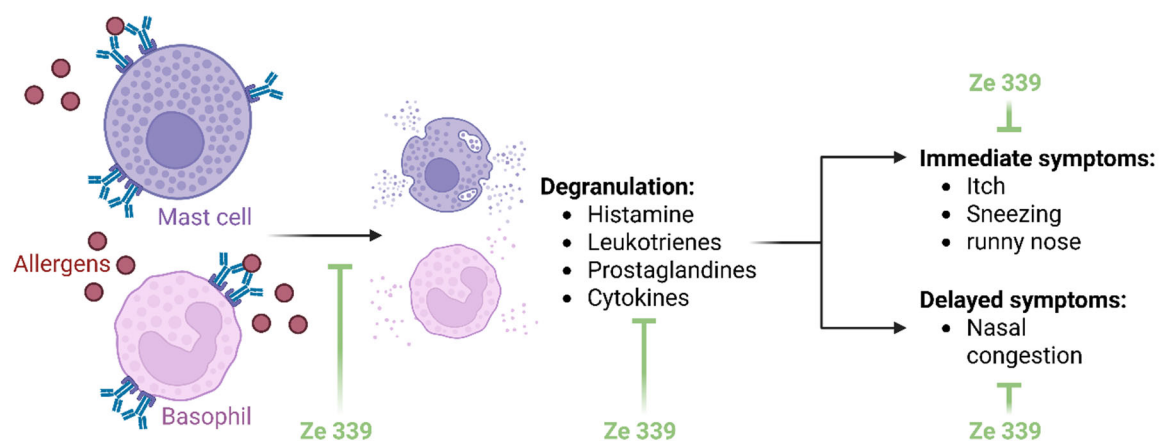 Mast cell
Allergens
Basophil
Ze 339
Degranulation:
• Histamine
• Leukotrienes
• Prostaglandines
• Cytokines
Ze 339
Ze 339
Immediate symptoms:
• Itch
• Sneezing
• runny nose
Delayed symptoms:
• Nasal
congestion
Ze 339